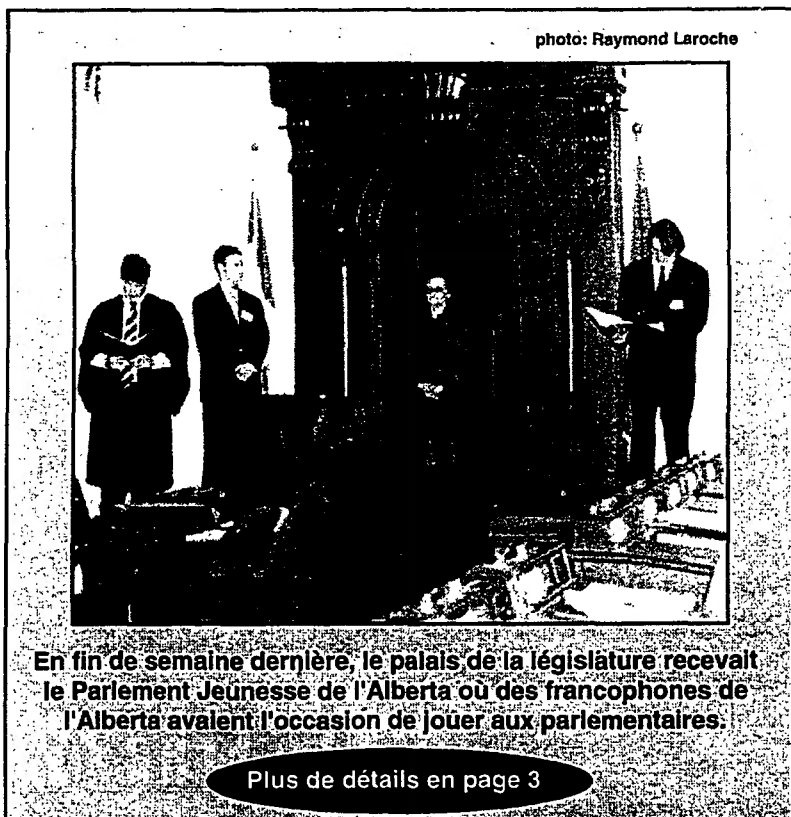 photo: Raymond Laroche
En fin de semaine dernière, le palais de la législature recevait
le Parlement Jeunesse de l'Alberta où des francophones de
l'Alberta avaient l'occasion de jouer aux parlementaires.
Plus de détails en page 3